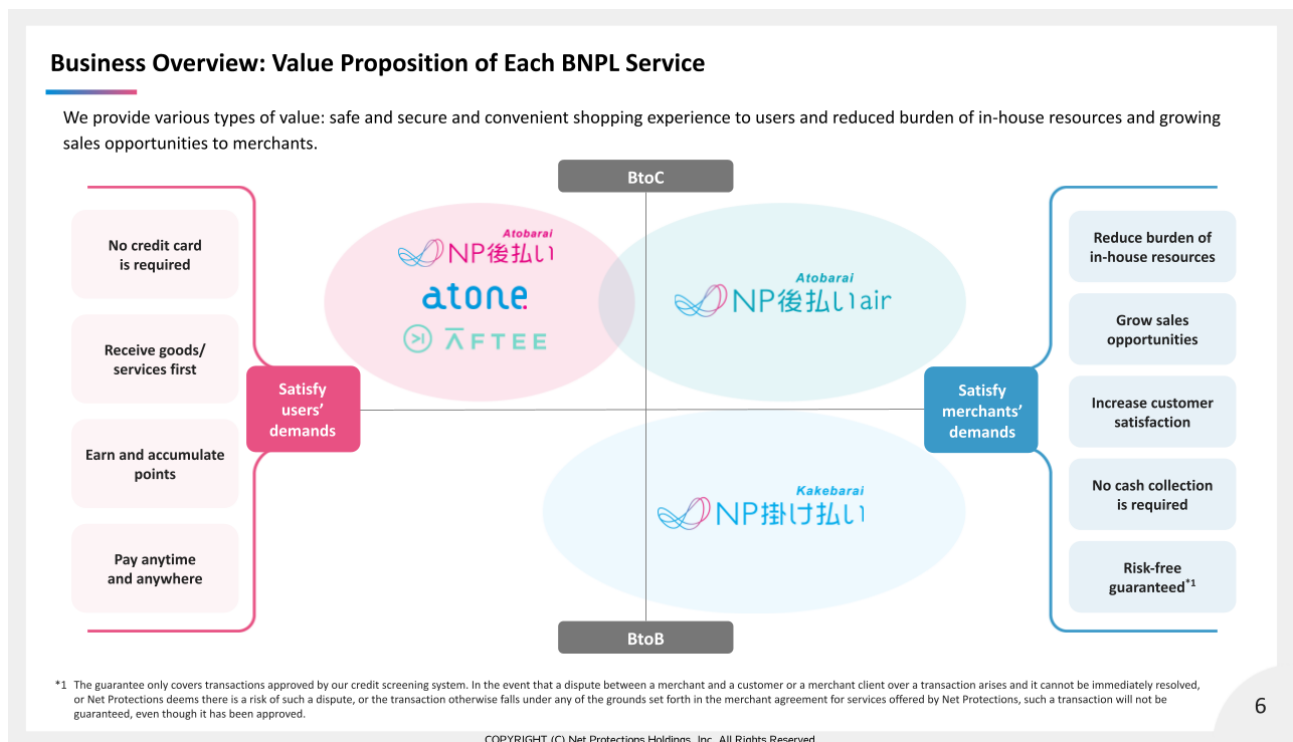 Business Overview: Value Proposition of Each BNPL Service
We provide various types of value: safe and secure and convenient shopping experience to users and reduced burden of in-house resources and growing
sales opportunities to merchants.
BtoC
No credit card
is required
Receive goods/
services first
Earn and accumulate
points
Pay anytime
and anywhere
Satisfy
users'
demands
Atobarai
NP後払い
atone
AFTEE
Atobarai
NP後払いair
Kakebarai
NP掛け払い
Satisfy
merchants'
demands
Reduce burden of
in-house resources
Grow sales
opportunities
Increase customer
satisfaction
No cash collection
is required
Risk-free
guaranteed*1
BtoB
*1 The guarantee only covers transactions approved by our credit screening system. In the event that a dispute between a merchant and a customer or a merchant client over a transaction arises and it cannot be immediately resolved,
or Net Protections deems there is a risk of such a dispute, or the transaction otherwise falls under any of the grounds set forth in the merchant agreement for services offered by Net Protections, such a transaction will not be
guaranteed, even though it has been approved.
6
COPYRIGHT (C) Net Protections Holdings, Inc. All Rights Reserved